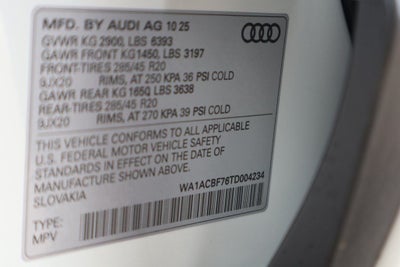 MFD. BY AUDI AG 10 25
GVWR KG 2900, LBS 6393
GAWR FRONT KG1450, LBS 3197
FRONT-TIRES 285/45 R20
9JX20 RIMS, AT 250 KPA 36 PSI COLD
GAWR REAR KG 1650, LBS 3638
REAR-TIRES 285/45 R20
9JX20 RIMS, AT 270 KPA 39 PSI COLD
THIS VEHICLE CONFORMS TO ALL APPLICABLE
U.S. FEDERAL MOTOR VEHICLE SAFETY
STANDARDS IN EFFECT ON THE DATE OF
MANUFACTURE SHOWN ABOVE.
SLOVAKIA WA1ACBF76TD004234
TYPE:
MPV